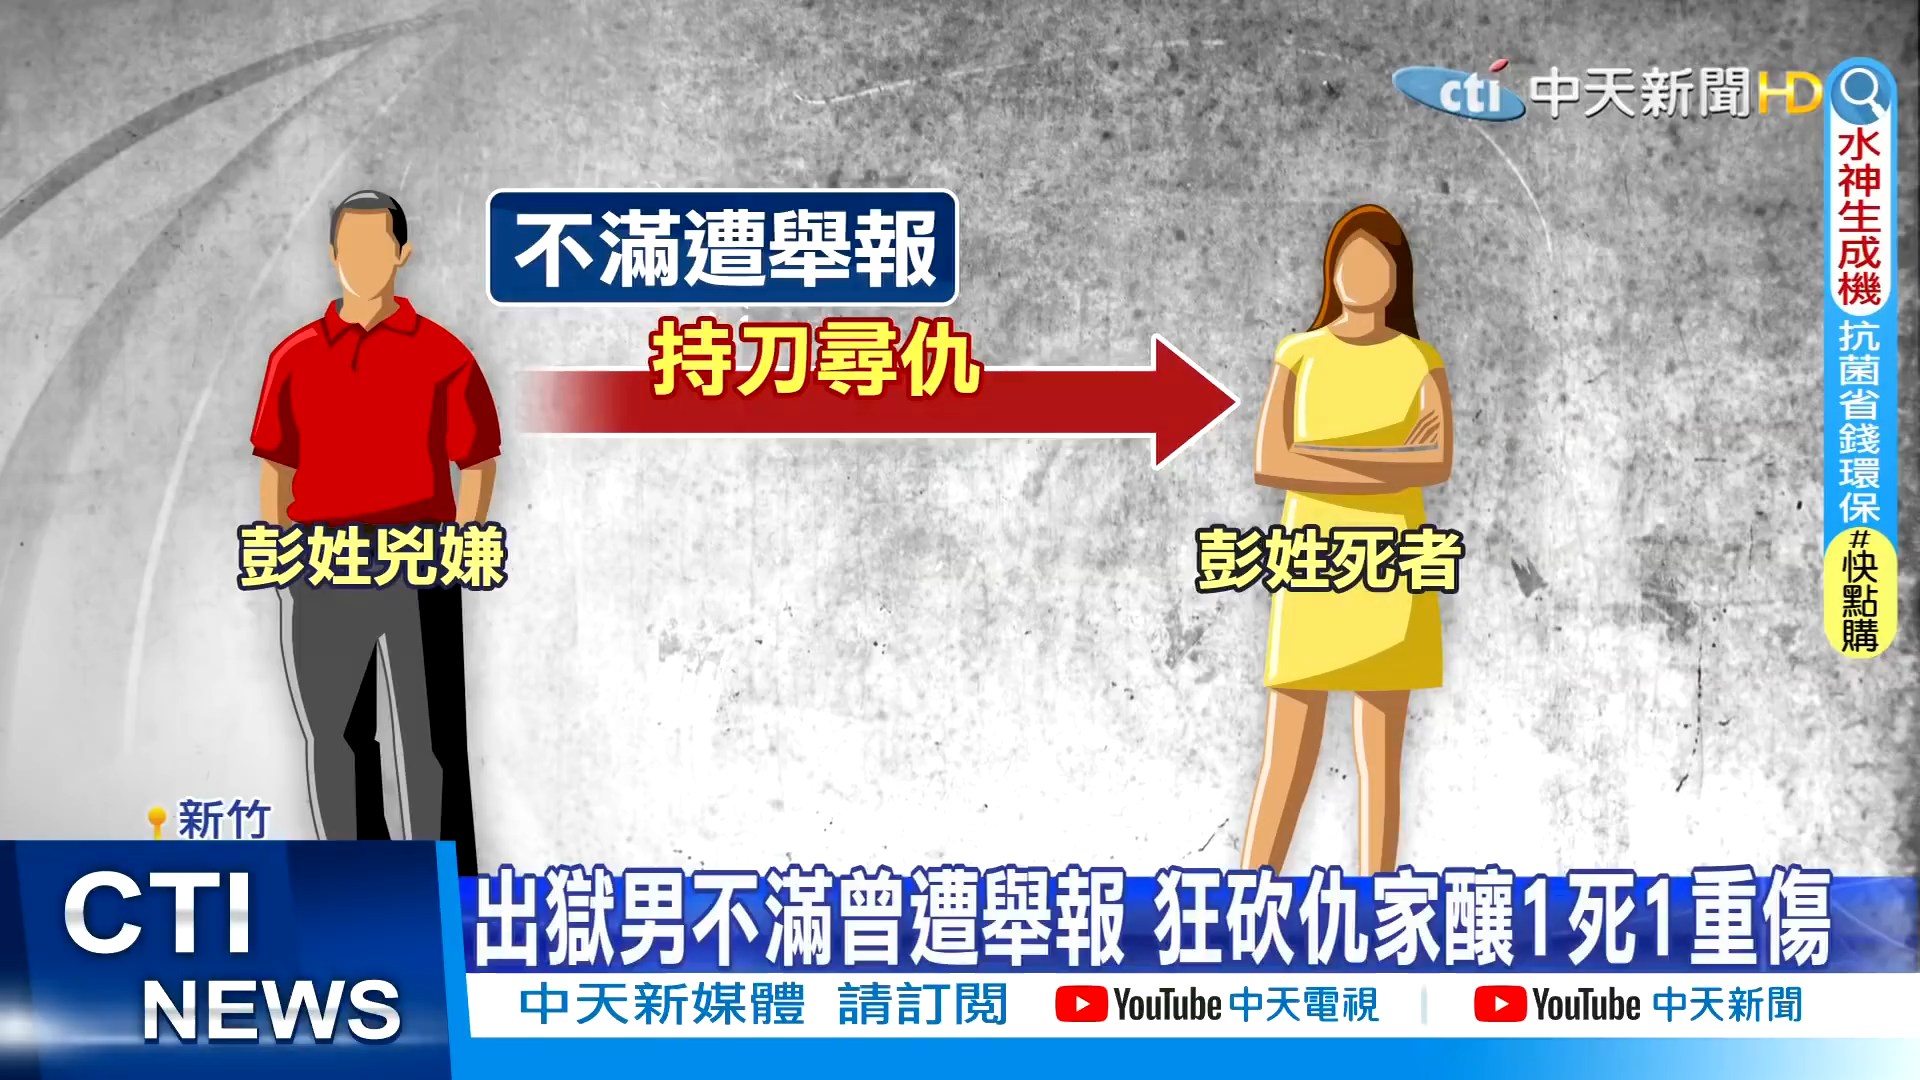 cti 中天新聞HD
水神生成機 抗菌省錢環保 #快點購
不滿遭舉報
持刀尋仇
彭姓兇嫌
彭姓死者
新竹
CTI
NEWS
出獄男不滿曾遭舉報 狂砍仇家釀1死1重傷
中天新媒體 請訂閱 YouTube 中天電視 | YouTube 中天新聞